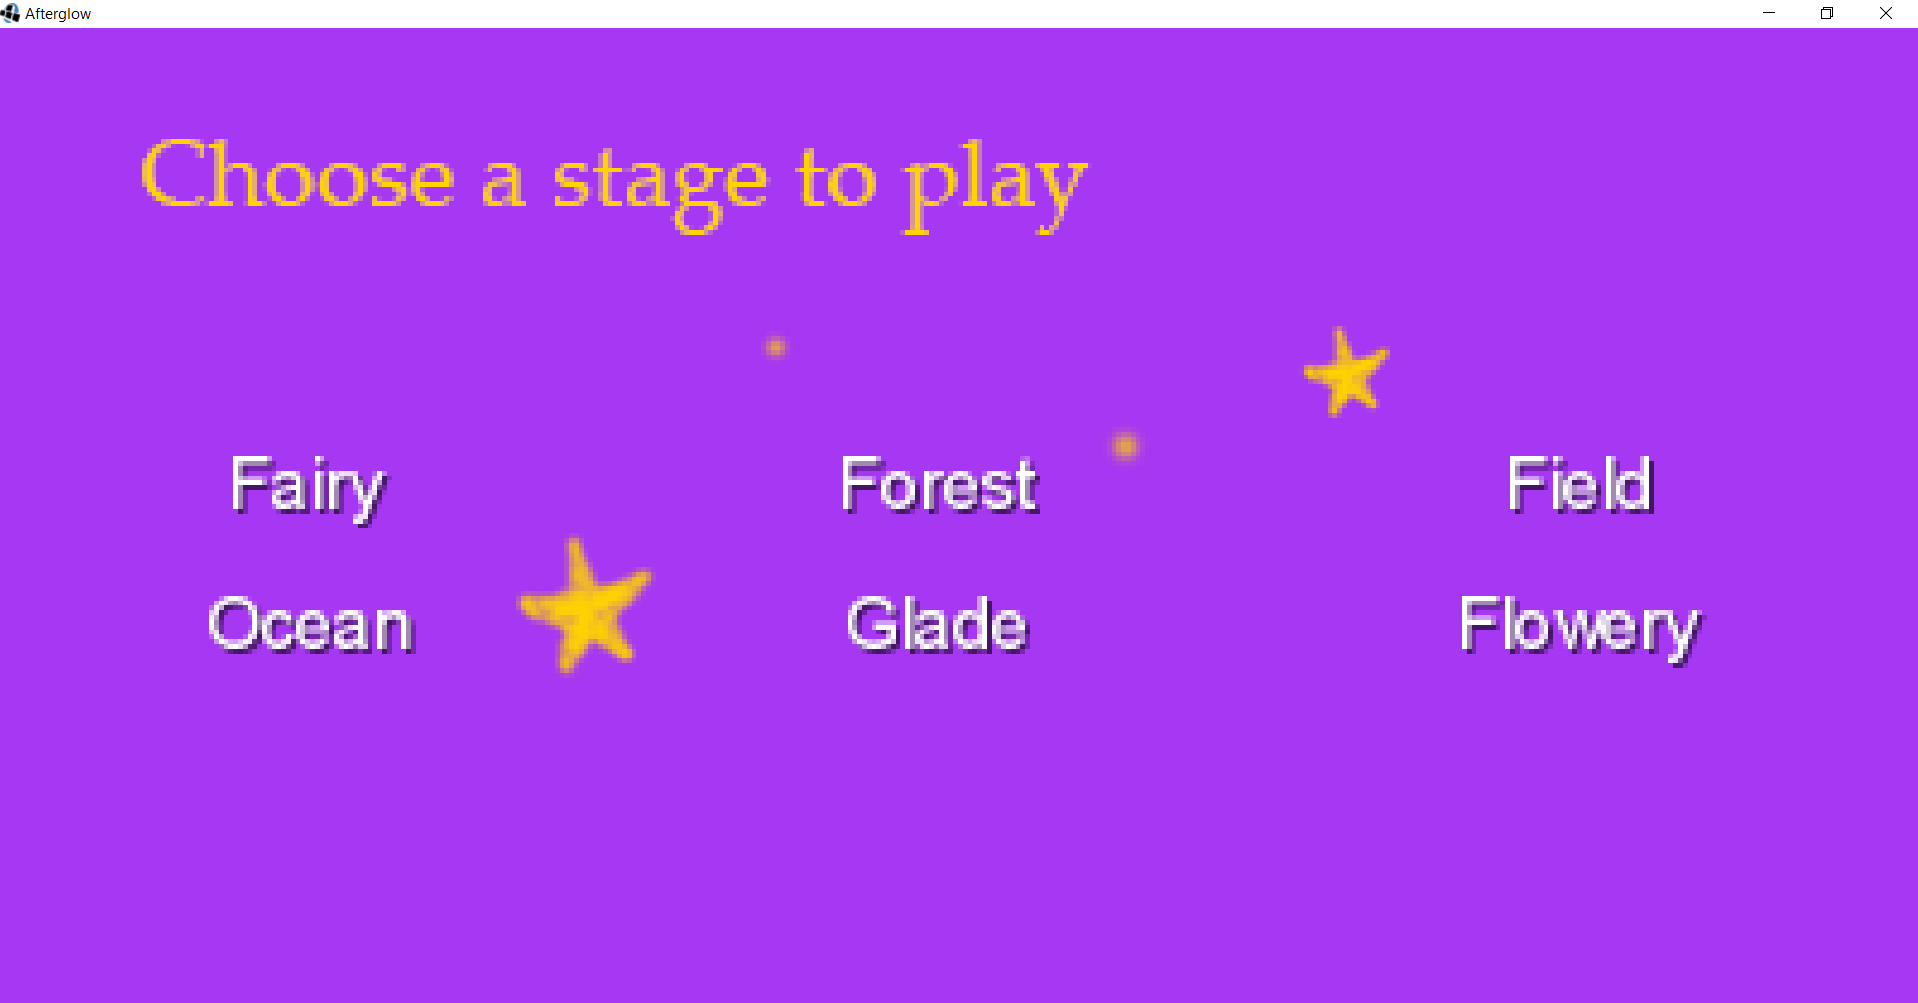 Afterglow
Choose a stage to play
Fairy Forest Field
Ocean Glade Flowery